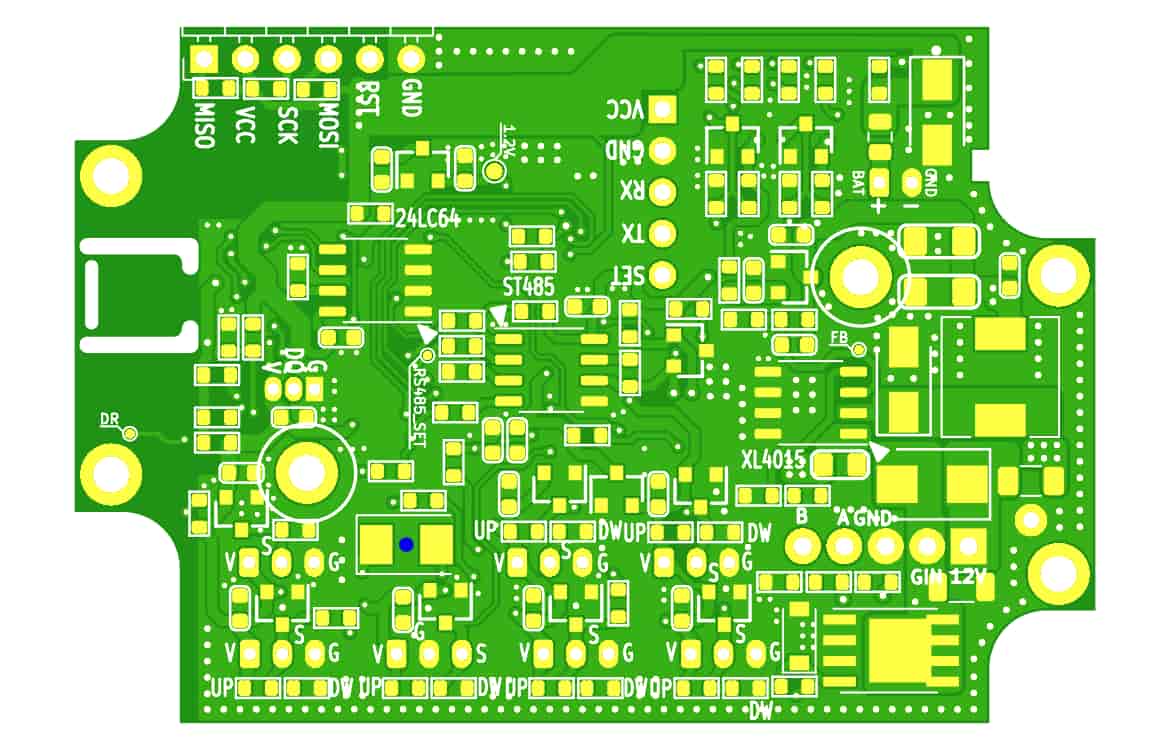 MISO VCC SCK MOSI BST GND
VCC
GND
RX
TX
SET
1.2V
BAT GND
+ −
24LC64
ST485
FB
V DQ G
RS485_SET
DR
XL4015
B A GND
GIN 12V
UP DW UP DW
V S G
V S G
V S G
V S G
V G S
V S G
V S G
UP DW UP DW UP DW UP
DW